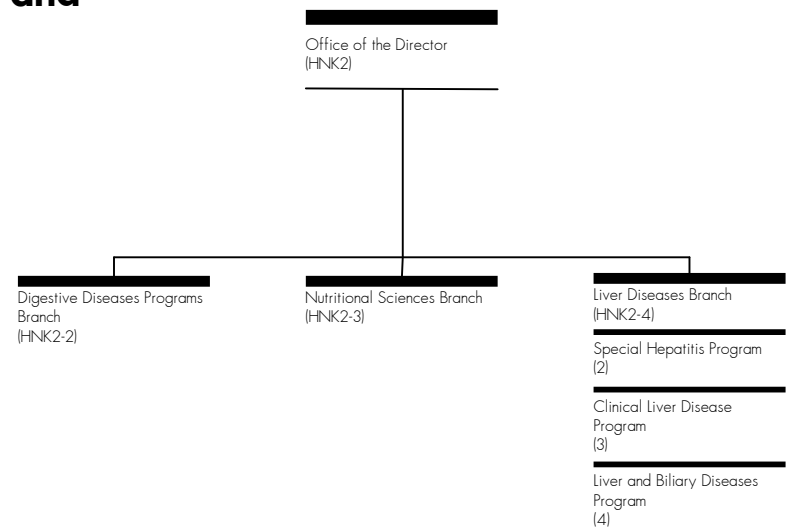 and
Office of the Director
(HNK2)
Digestive Diseases Programs
Branch
(HNK2-2)
Nutritional Sciences Branch
(HNK2-3)
Liver Diseases Branch
(HNK2-4)
Special Hepatitis Program
(2)
Clinical Liver Disease
Program
(3)
Liver and Biliary Diseases
Program
(4)